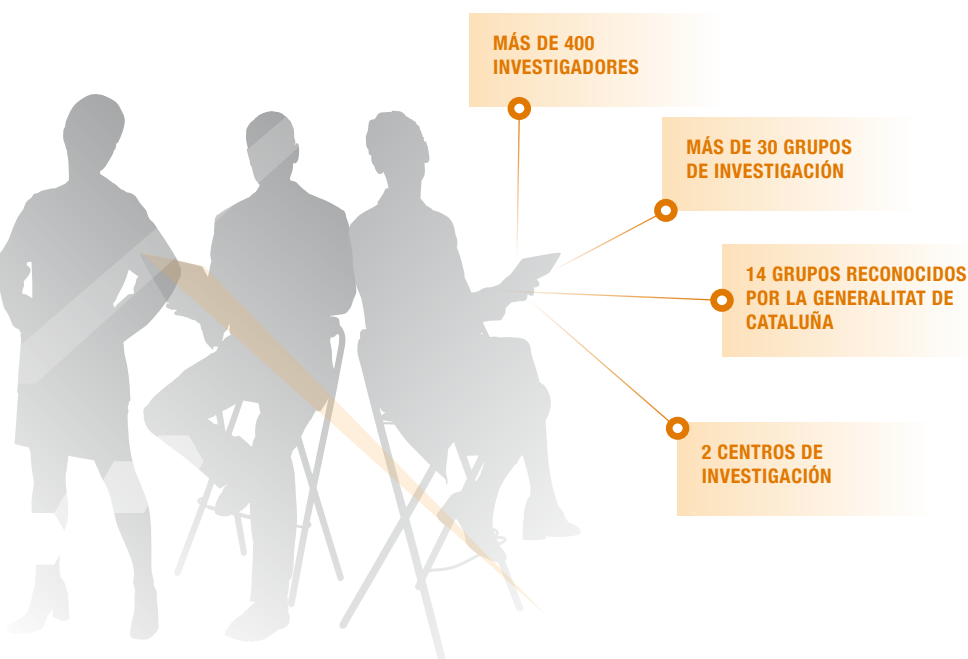 MÁS DE 400
INVESTIGADORES
MÁS DE 30 GRUPOS
DE INVESTIGACIÓN
14 GRUPOS RECONOCIDOS
POR LA GENERALITAT DE
CATALUÑA
2 CENTROS DE
INVESTIGACIÓN